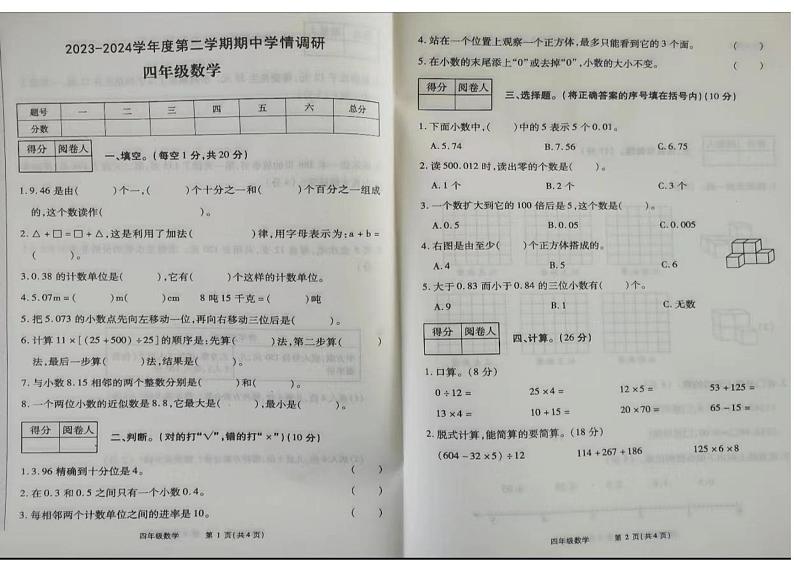 2023-2024学年度第二学期期中学情调研
四年级数学
题号 一 二 三 四 五 六 总分
分数
得分 阅卷人
一、填空。(每空1分,共20分)
1. 9.46是由( )个一,( )个十分之一和( )个百分之一组成
的,这个数读作( )。
2. △+□=□+△,这是利用了加法( )律,用字母表示为:a+b=
( )。
3. 0.38的计数单位是( ),它有( )个这样的计数单位。
4. 5.07m=( )m( )cm 8吨15千克=( )吨
5. 把5.073的小数点先向左移动一位,再向右移动三位后是( )。
6. 计算11×[(25+500)÷25]的顺序是:先算( )法,第二步算( )
法,最后一步算( )法,结果是( )。
7. 与小数8.15相邻的两个整数分别是( )和( )。
8. 一个两位小数的近似数是8.8,它最大是( ),最小是( )。
得分 阅卷人
二、判断。(对的打“√”,错的打“×”)(10分)
1. 3.96精确到十分位是4。 ( )
2. 在0.3和0.5之间只有一个小数0.4。 ( )
3. 每相邻两个计数单位之间的进率是10。 ( )
四年级数学 第1页(共4页)
4. 站在一个位置上观察一个正方体,最多只能看到它的3个面。 ( )
5. 在小数的末尾添上“0”或去掉“0”,小数的大小不变。 ( )
得分 阅卷人
三、选择题。(将正确答案的序号填在括号内)(10分)
1. 下面小数中,( )中的5表示5个0.01。
A. 5.74 B. 7.56 C. 6.75
2. 读500.012时,读出零的个数是( )。
A. 1个 B. 2个 C. 3个
3. 一个数扩大到它的100倍后是5,这个数是( )。
A. 0.5 B. 0.05 C. 0.005
4. 右图是由至少( )个正方体搭成的。
A. 4 B. 5 C. 6
5. 大于0.83而小于0.84的三位小数有( )个。
A. 9 B. 1 C. 无数
得分 阅卷人
四、计算。(26分)
1. 口算。(8分)
0÷12= 25×4= 12×5= 53+125=
13×4= 10+15= 20×70= 65-15=
2. 脱式计算,能简算的要简算。(18分)
(604-32×5)÷12 114+267+186 125×6×8
四年级数学 第2页(共4页)